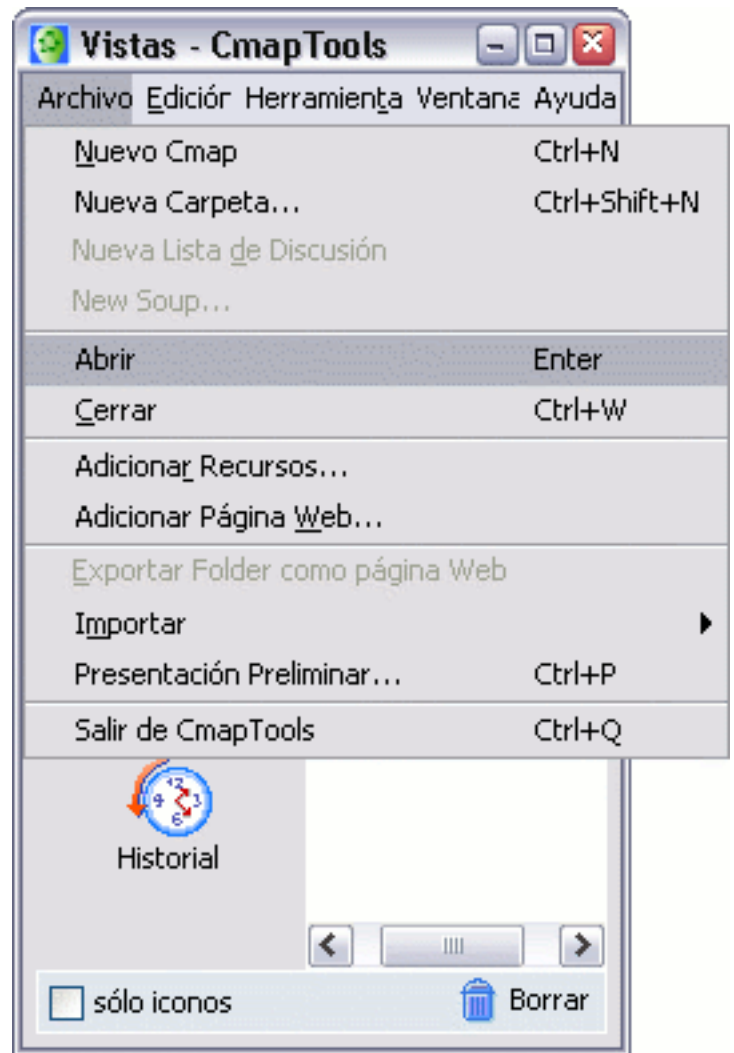 Vistas - CmapTools
Archivo Ediciór Herramienta Ventana Ayuda
Nuevo Cmap Ctrl+N
Nueva Carpeta... Ctrl+Shift+N
Nueva Lista de Discusión
New Soup...
Abrir Enter
Cerrar Ctrl+W
Adicionar Recursos...
Adicionar Página Web...
Exportar Folder como página Web
Importar
Presentación Preliminar... Ctrl+P
Salir de CmapTools Ctrl+Q
12
9 3
6
Historial
sólo iconos Borrar